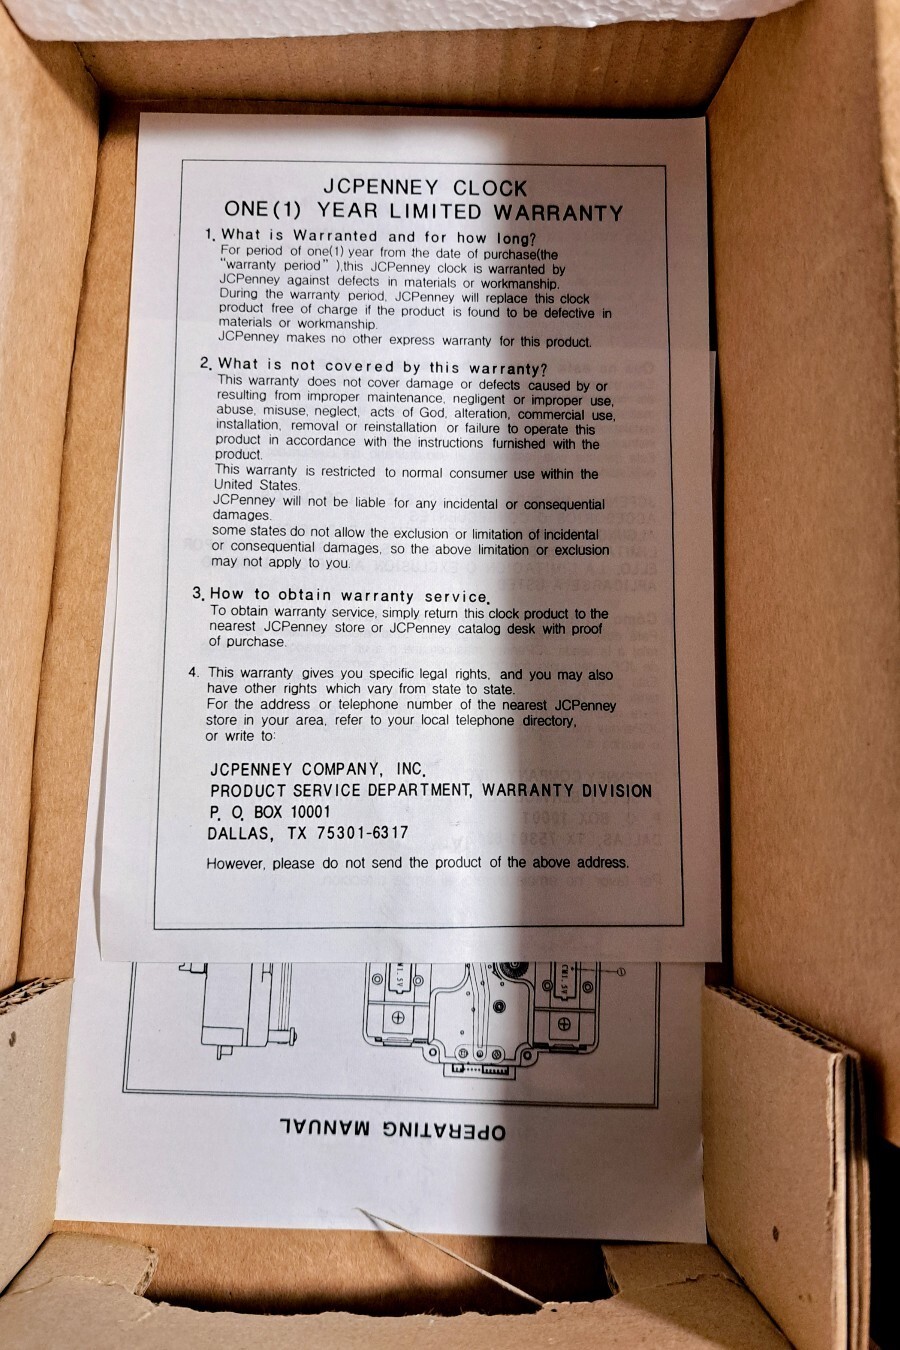 JCPENNEY CLOCK
ONE(1) YEAR LIMITED WARRANTY
1. What is Warranted and for how long?
For period of one(1) year from the date of purchase(the
"warranty period" ),this JCPenney clock is warranted by
JCPenney against defects in materials or workmanship.
During the warranty period, JCPenney will replace this clock
product free of charge if the product is found to be defective in
materials or workmanship.
JCPenney makes no other express warranty for this product.
2. What is not covered by this warranty?
This warranty does not cover damage or defects caused by or
resulting from improper maintenance, negligent or improper use,
abuse, misuse, neglect, acts of God, alteration, commercial use,
installation, removal or reinstallation or failure to operate this
product in accordance with the instructions furnished with the
product.
This warranty is restricted to normal consumer use within the
United States.
JCPenney will not be liable for any incidental or consequential
damages.
some states do not allow the exclusion or limitation of incidental
or consequential damages, so the above limitation or exclusion
may not apply to you.
3. How to obtain warranty service.
To obtain warranty service, simply return this clock product to the
nearest JCPenney store or JCPenney catalog desk with proof
of purchase.
4. This warranty gives you specific legal rights, and you may also
have other rights which vary from state to state.
For the address or telephone number of the nearest JCPenney
store in your area, refer to your local telephone directory,
or write to:
JCPENNEY COMPANY, INC.
PRODUCT SERVICE DEPARTMENT, WARRANTY DIVISION
P. O. BOX 10001
DALLAS, TX 75301-6317
However, please do not send the product of the above address.
OPERATING MANUAL